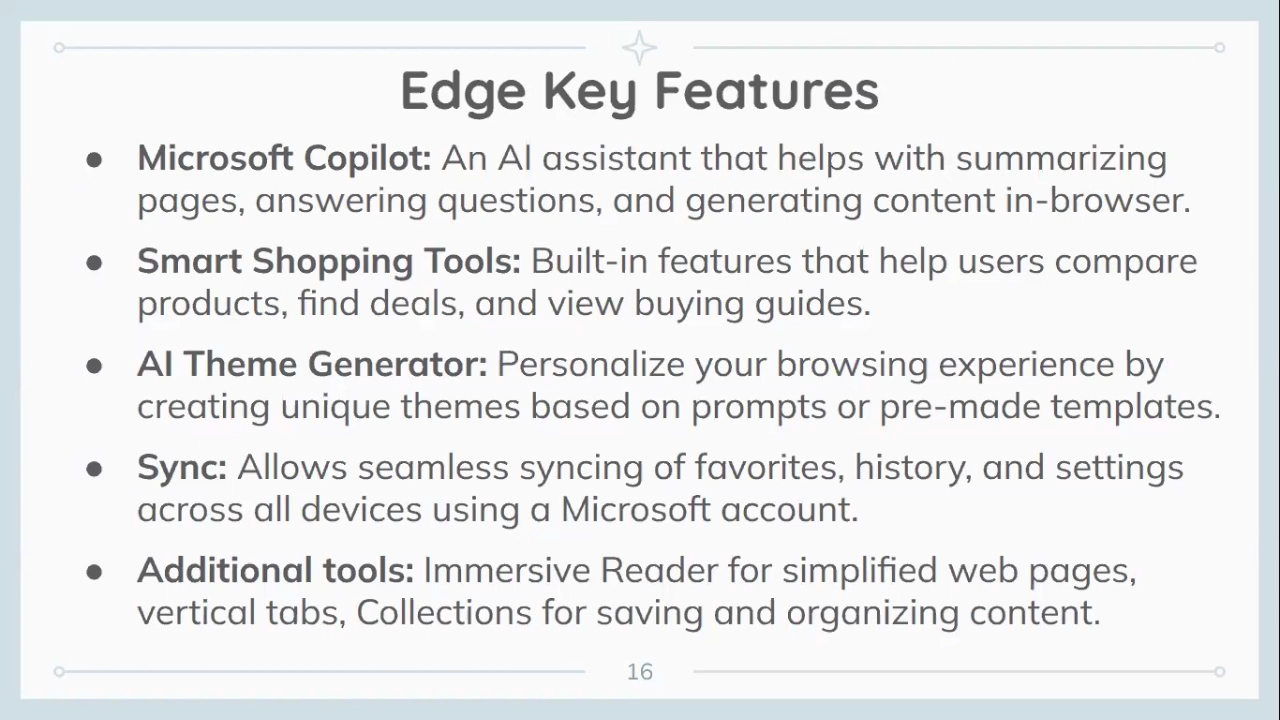 Edge Key Features
● Microsoft Copilot: An AI assistant that helps with summarizing
pages, answering questions, and generating content in-browser.
● Smart Shopping Tools: Built-in features that help users compare
products, find deals, and view buying guides.
● AI Theme Generator: Personalize your browsing experience by
creating unique themes based on prompts or pre-made templates.
● Sync: Allows seamless syncing of favorites, history, and settings
across all devices using a Microsoft account.
● Additional tools: Immersive Reader for simplified web pages,
vertical tabs, Collections for saving and organizing content.
16